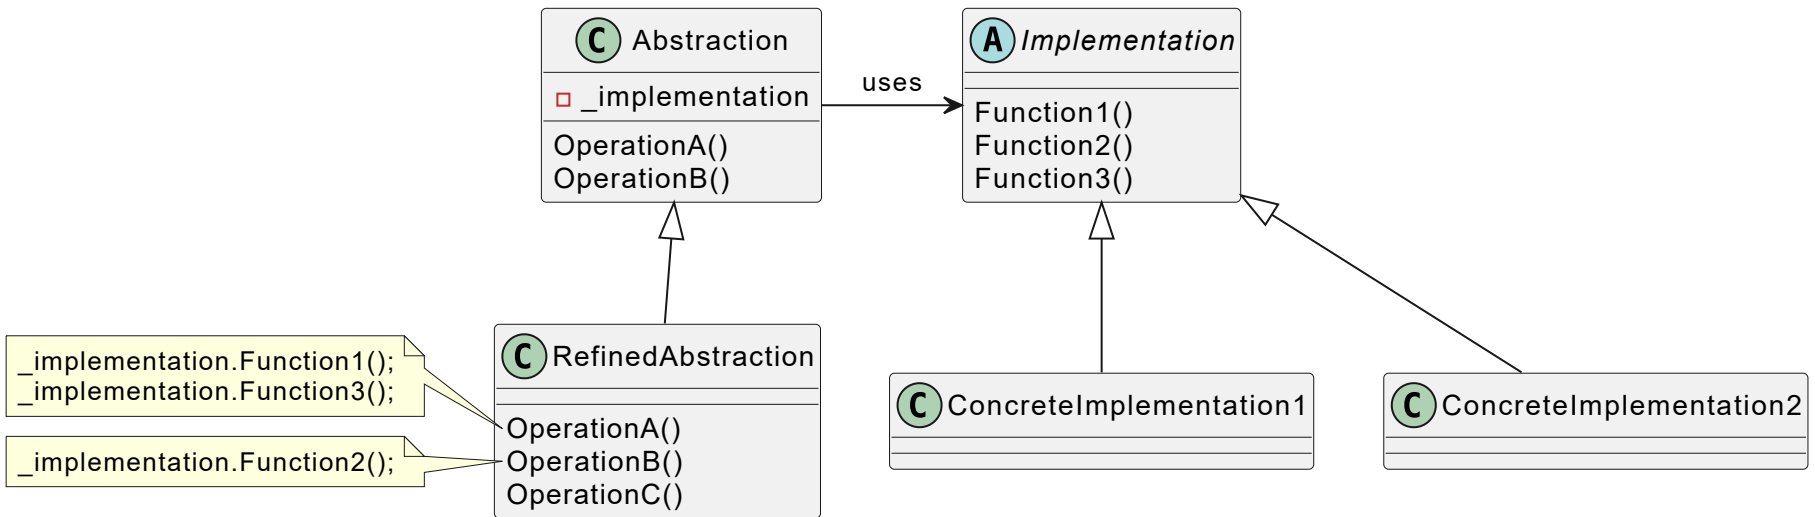 C Abstraction
_implementation
OperationA()
OperationB()
uses
A Implementation
Function1()
Function2()
Function3()
_implementation.Function1();
_implementation.Function3();
_implementation.Function2();
C RefinedAbstraction
OperationA()
OperationB()
OperationC()
C ConcreteImplementation1
C ConcreteImplementation2